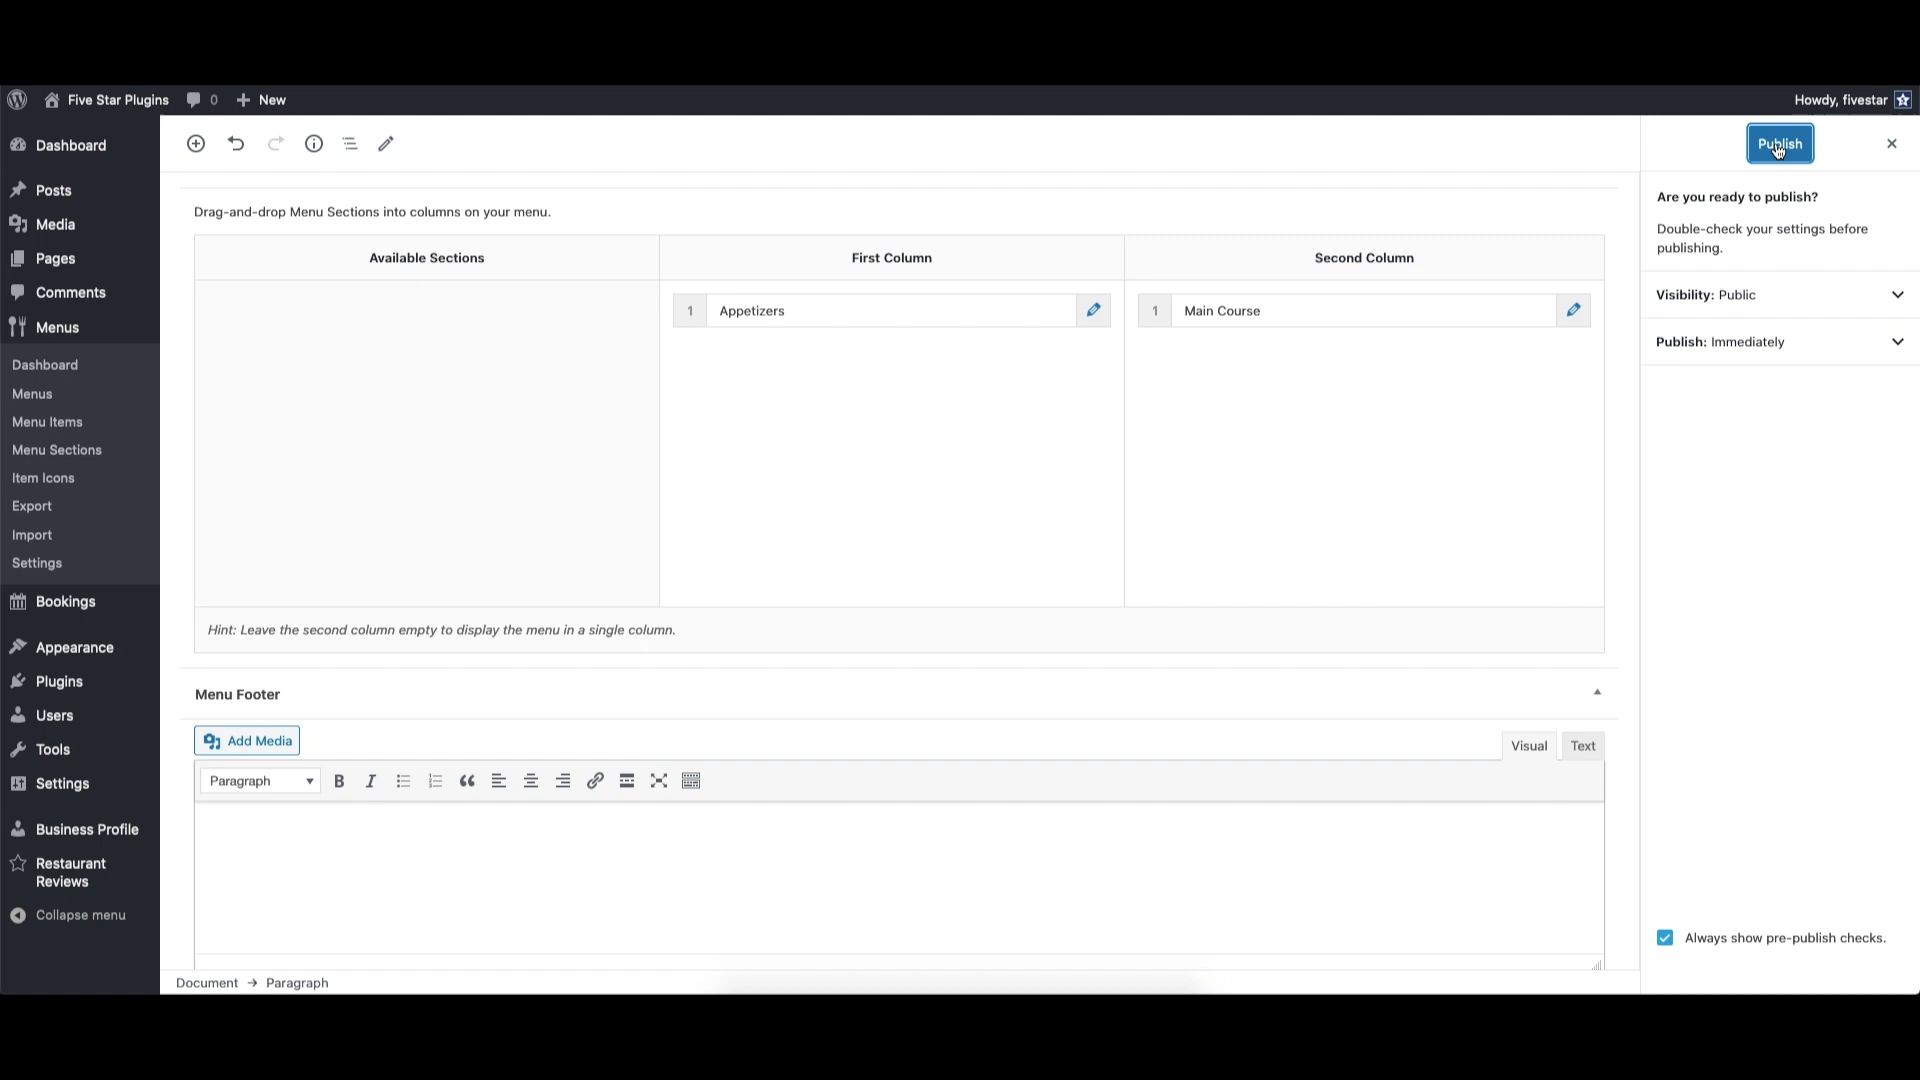 Five Star Plugins 0 New Howdy, fivestar
Dashboard
Posts
Media
Pages
Comments
Menus
Dashboard
Menus
Menu Items
Menu Sections
Item Icons
Export
Import
Settings
Bookings
Appearance
Plugins
Users
Tools
Settings
Business Profile
Restaurant
Reviews
Collapse menu
Drag-and-drop Menu Sections into columns on your menu.
Available Sections First Column Second Column
1 Appetizers 1 Main Course
Hint: Leave the second column empty to display the menu in a single column.
Menu Footer
Add Media Visual Text
Paragraph B I
Document → Paragraph
Publish
Are you ready to publish?
Double-check your settings before
publishing.
Visibility: Public
Publish: Immediately
Always show pre-publish checks.